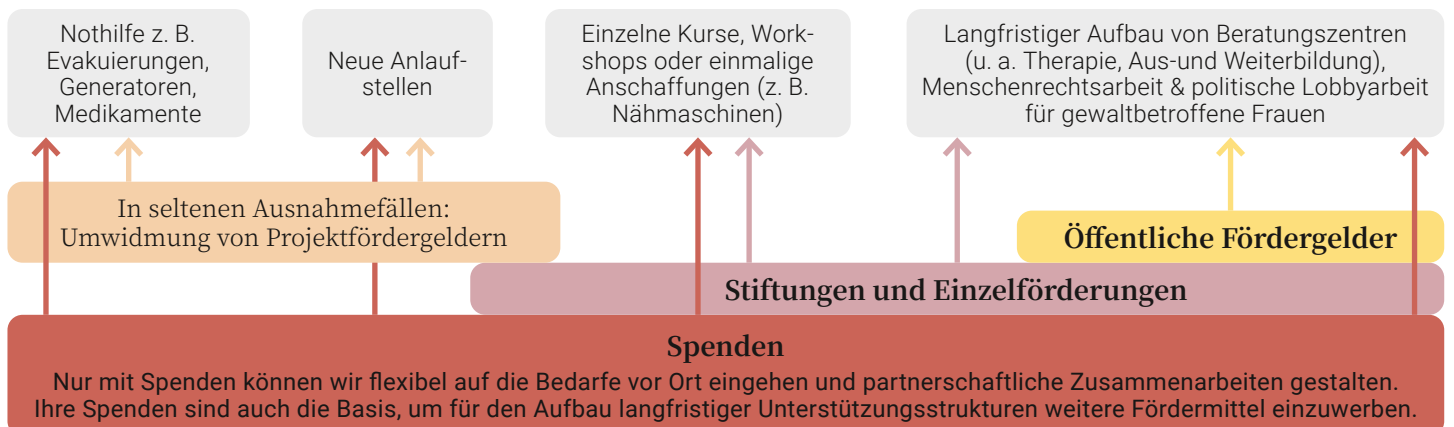 Nothilfe z. B.
Evakuierungen,
Generatoren,
Medikamente
Neue Anlauf-
stellen
Einzelne Kurse, Work-
shops oder einmalige
Anschaffungen (z. B.
Nähmaschinen)
Langfristiger Aufbau von Beratungszentren
(u. a. Therapie, Aus-und Weiterbildung),
Menschenrechtsarbeit & politische Lobbyarbeit
für gewaltbetroffene Frauen
In seltenen Ausnahmefällen:
Umwidmung von Projektfördergeldern
Öffentliche Fördergelder
Stiftungen und Einzelförderungen
Spenden
Nur mit Spenden können wir flexibel auf die Bedarfe vor Ort eingehen und partnerschaftliche Zusammenarbeiten gestalten.
Ihre Spenden sind auch die Basis, um für den Aufbau langfristiger Unterstützungsstrukturen weitere Fördermittel einzuwerben.